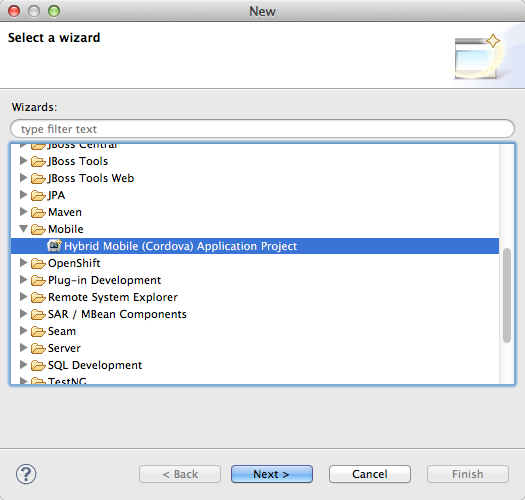 New
Select a wizard
Wizards:
type filter text
JBoss Central
JBoss Tools
JBoss Tools Web
JPA
Maven
Mobile
Hybrid Mobile (Cordova) Application Project
OpenShift
Plug-in Development
Remote System Explorer
SAR / MBean Components
Seam
Server
SQL Development
TestNG
?
< Back
Next >
Cancel
Finish